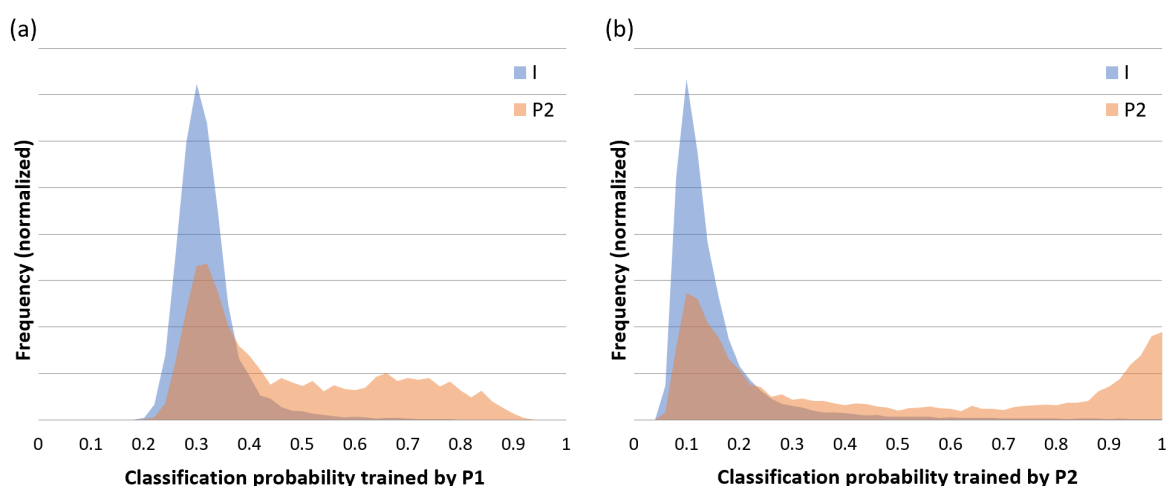 (a)
I
P2
Frequency (normalized)
0 0.1 0.2 0.3 0.4 0.5 0.6 0.7 0.8 0.9 1
Classification probability trained by P1
(b)
I
P2
Frequency (normalized)
0 0.1 0.2 0.3 0.4 0.5 0.6 0.7 0.8 0.9 1
Classification probability trained by P2